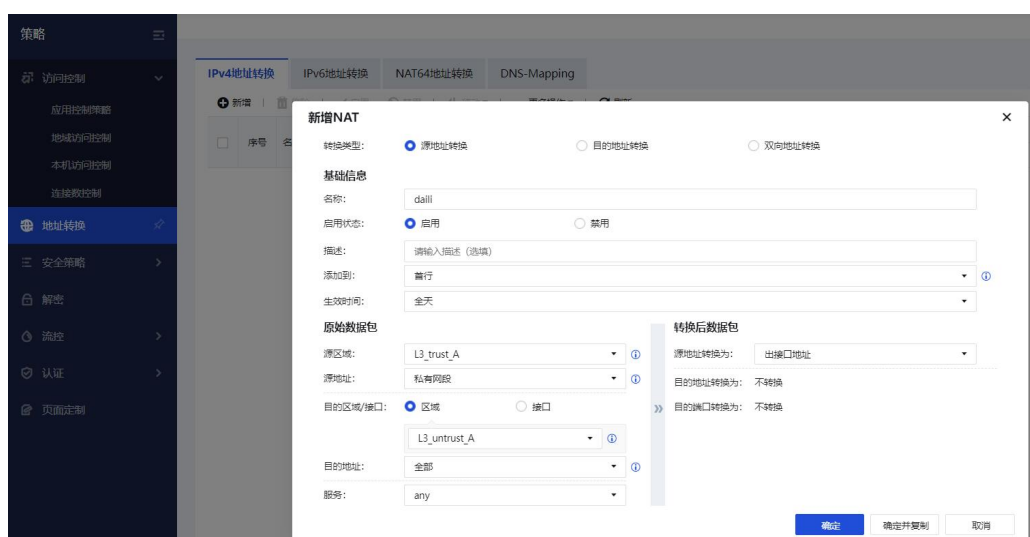 策略
访问控制
应用控制策略
地域访问控制
本机访问控制
连接数控制
地址转换
安全策略
解密
流控
认证
页面定制
IPv4地址转换 IPv6地址转换 NAT64地址转换 DNS-Mapping
新增
序号
新增NAT
转换类型: 源地址转换 目的地址转换 双向地址转换
基础信息
名称: daili
启用状态: 启用 禁用
描述: 请输入描述（选填）
添加到: 首行
生效时间: 全天
原始数据包 转换后数据包
源区域: L3_trust_A 源地址转换为: 出接口地址
源地址: 私有网段 目的地址转换为: 不转换
目的区域/接口: 区域 接口 目的端口转换为: 不转换
L3_untrust_A
目的地址: 全部
服务: any
确定 确定并复制 取消